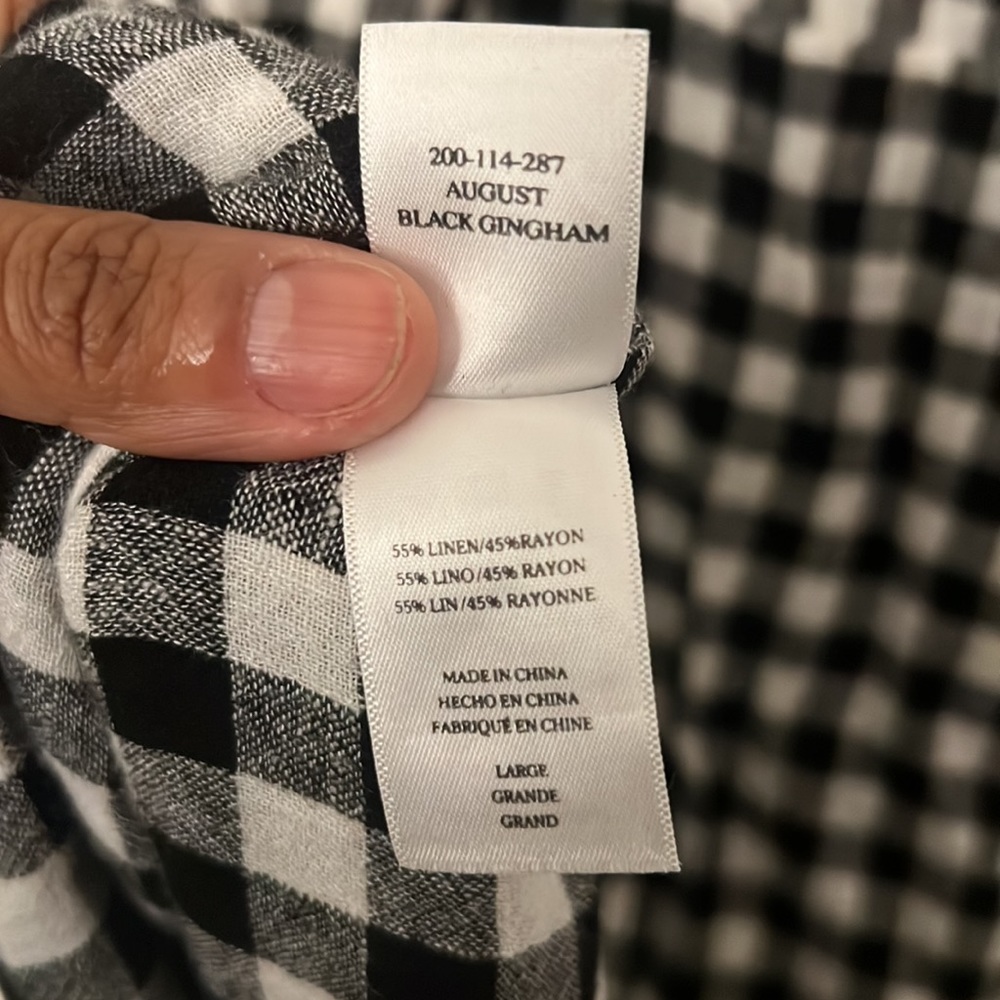 200-114-287
AUGUST
BLACK GINGHAM
55% LINEN/45%RAYON
55% LINO/45% RAYON
55% LIN/45% RAYONNE
MADE IN CHINA
HECHO EN CHINA
FABRIQUÉ EN CHINE
LARGE
GRANDE
GRAND